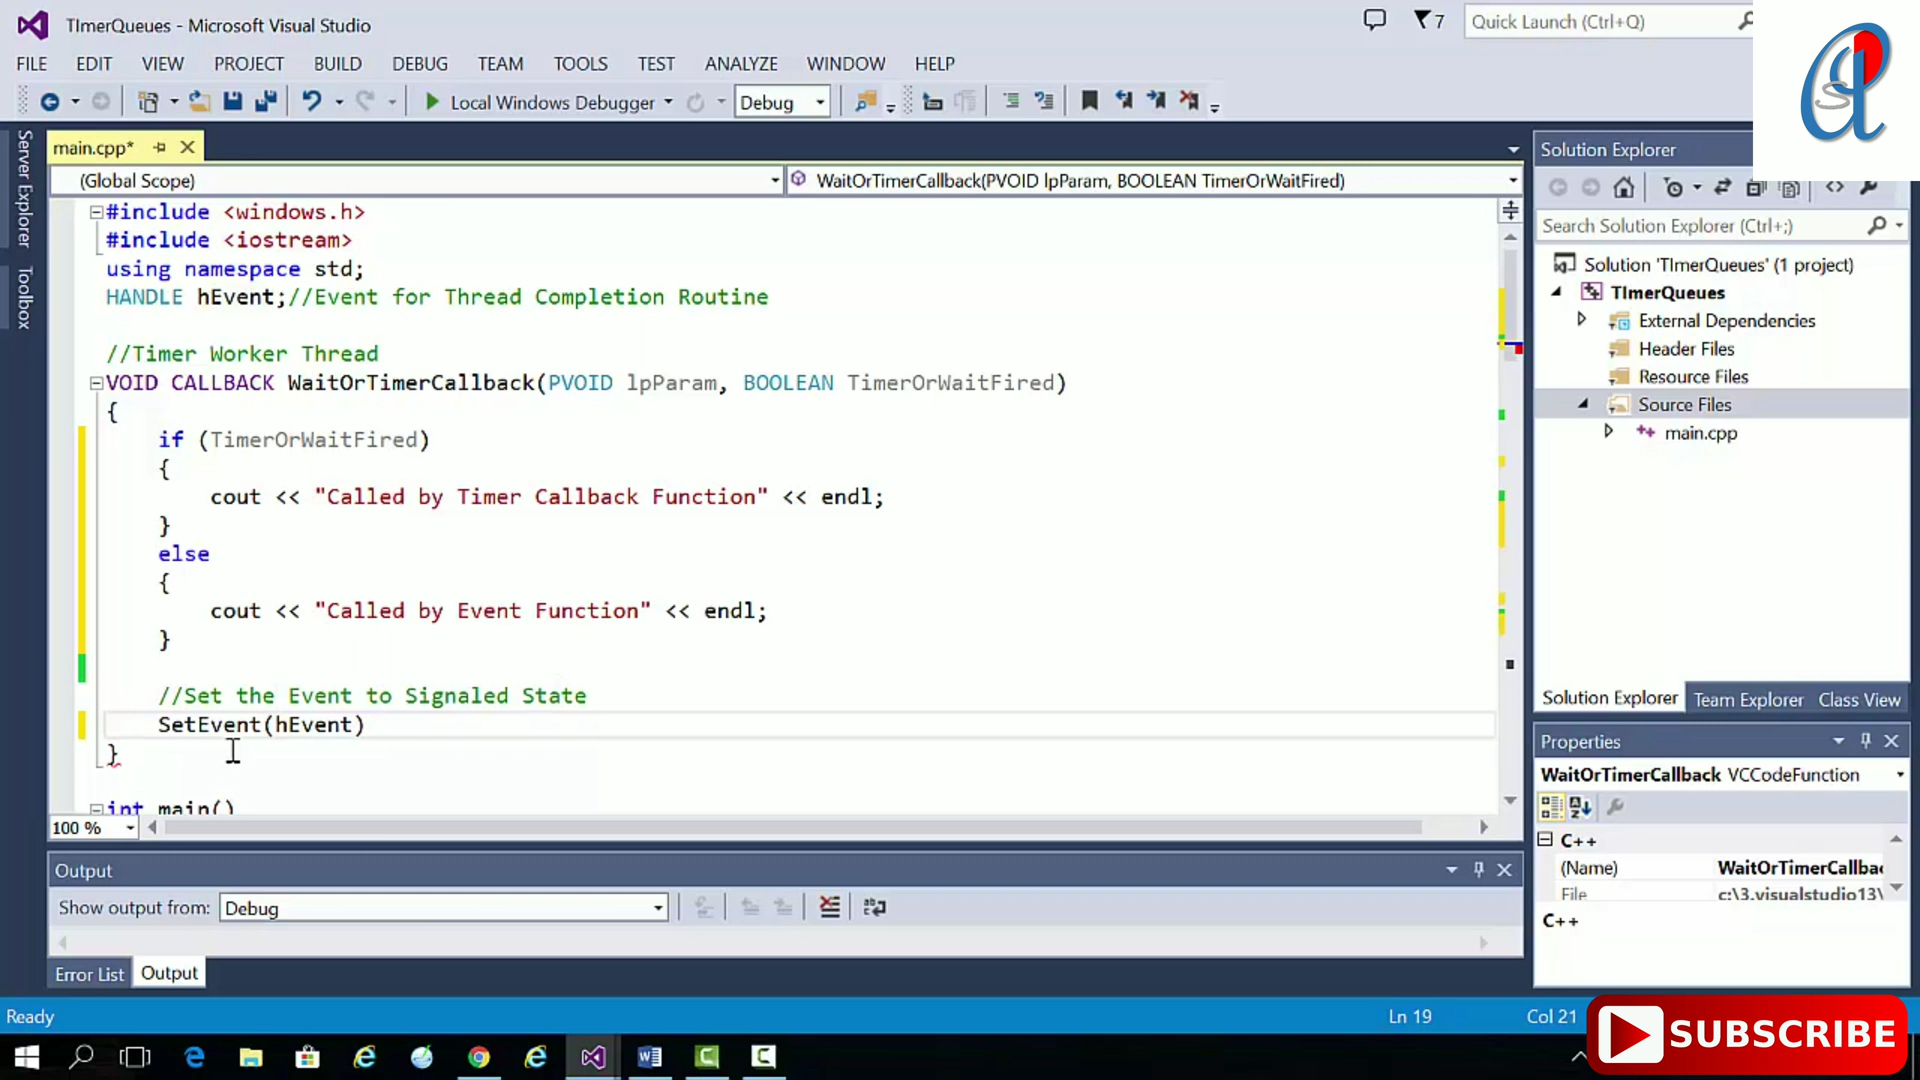 TImerQueues - Microsoft Visual Studio
7
Quick Launch (Ctrl+Q)
FILE EDIT VIEW PROJECT BUILD DEBUG TEAM TOOLS TEST ANALYZE WINDOW HELP
Local Windows Debugger
Debug
Server Explorer
Toolbox
main.cpp*
(Global Scope)
WaitOrTimerCallback(PVOID lpParam, BOOLEAN TimerOrWaitFired)
#include <windows.h>
#include <iostream>
using namespace std;
HANDLE hEvent;//Event for Thread Completion Routine
//Timer Worker Thread
VOID CALLBACK WaitOrTimerCallback(PVOID lpParam, BOOLEAN TimerOrWaitFired)
{
if (TimerOrWaitFired)
{
cout << "Called by Timer Callback Function" << endl;
}
else
{
cout << "Called by Event Function" << endl;
}
//Set the Event to Signaled State
SetEvent(hEvent)
}
int main()
100 %
Output
Show output from: Debug
Error List Output
Solution Explorer
Search Solution Explorer (Ctrl+;)
Solution 'TImerQueues' (1 project)
TImerQueues
External Dependencies
Header Files
Resource Files
Source Files
main.cpp
Solution Explorer Team Explorer Class View
Properties
WaitOrTimerCallback VCCodeFunction
C++
(Name) WaitOrTimerCallba
File c:\3.visualstudio13\
C++
Ready
Ln 19
Col 21
SUBSCRIBE